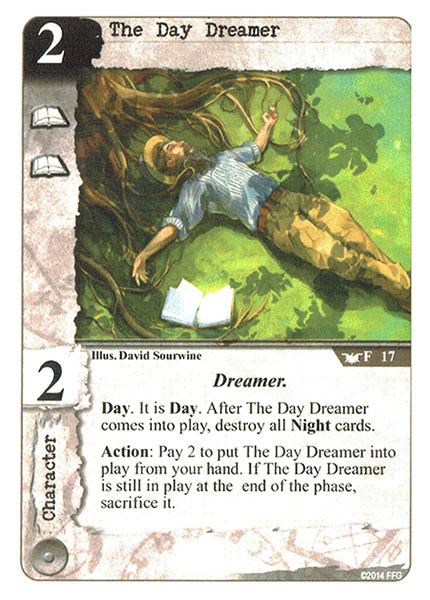 2
The Day Dreamer
Illus. David Sourwine
F 17
2
Character
Dreamer.
Day. It is Day. After The Day Dreamer
comes into play, destroy all Night cards.
Action: Pay 2 to put The Day Dreamer into
play from your hand. If The Day Dreamer
is still in play at the end of the phase,
sacrifice it.
©2014 FFG